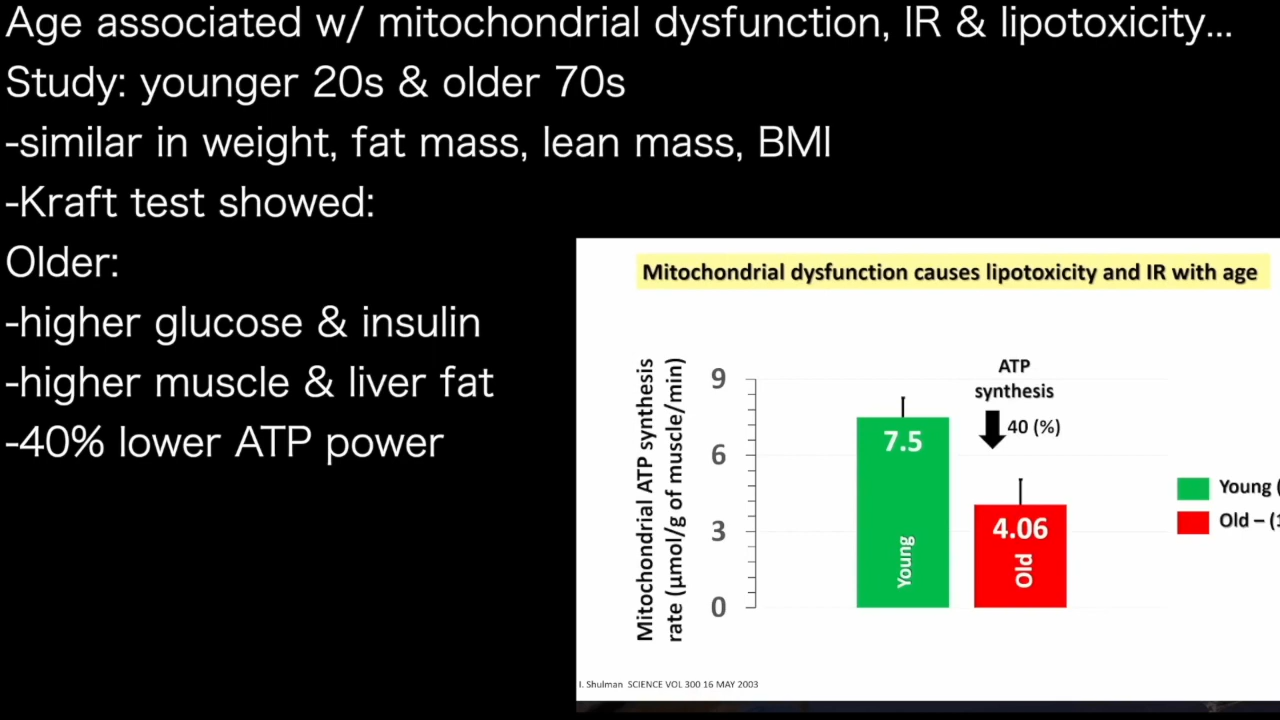 Age associated w/ mitochondrial dysfunction, IR & lipotoxicity...
Study: younger 20s & older 70s
-similar in weight, fat mass, lean mass, BMI
-Kraft test showed:
Older:
-higher glucose & insulin
-higher muscle & liver fat
-40% lower ATP power
Mitochondrial dysfunction causes lipotoxicity and IR with age
Mitochondrial ATP synthesis
rate (µmol/g of muscle/min)
9
6
3
0
7.5
Young
ATP
synthesis
40 (%)
4.06
Old
Young (
Old – (1
I. Shulman SCIENCE VOL 300 16 MAY 2003